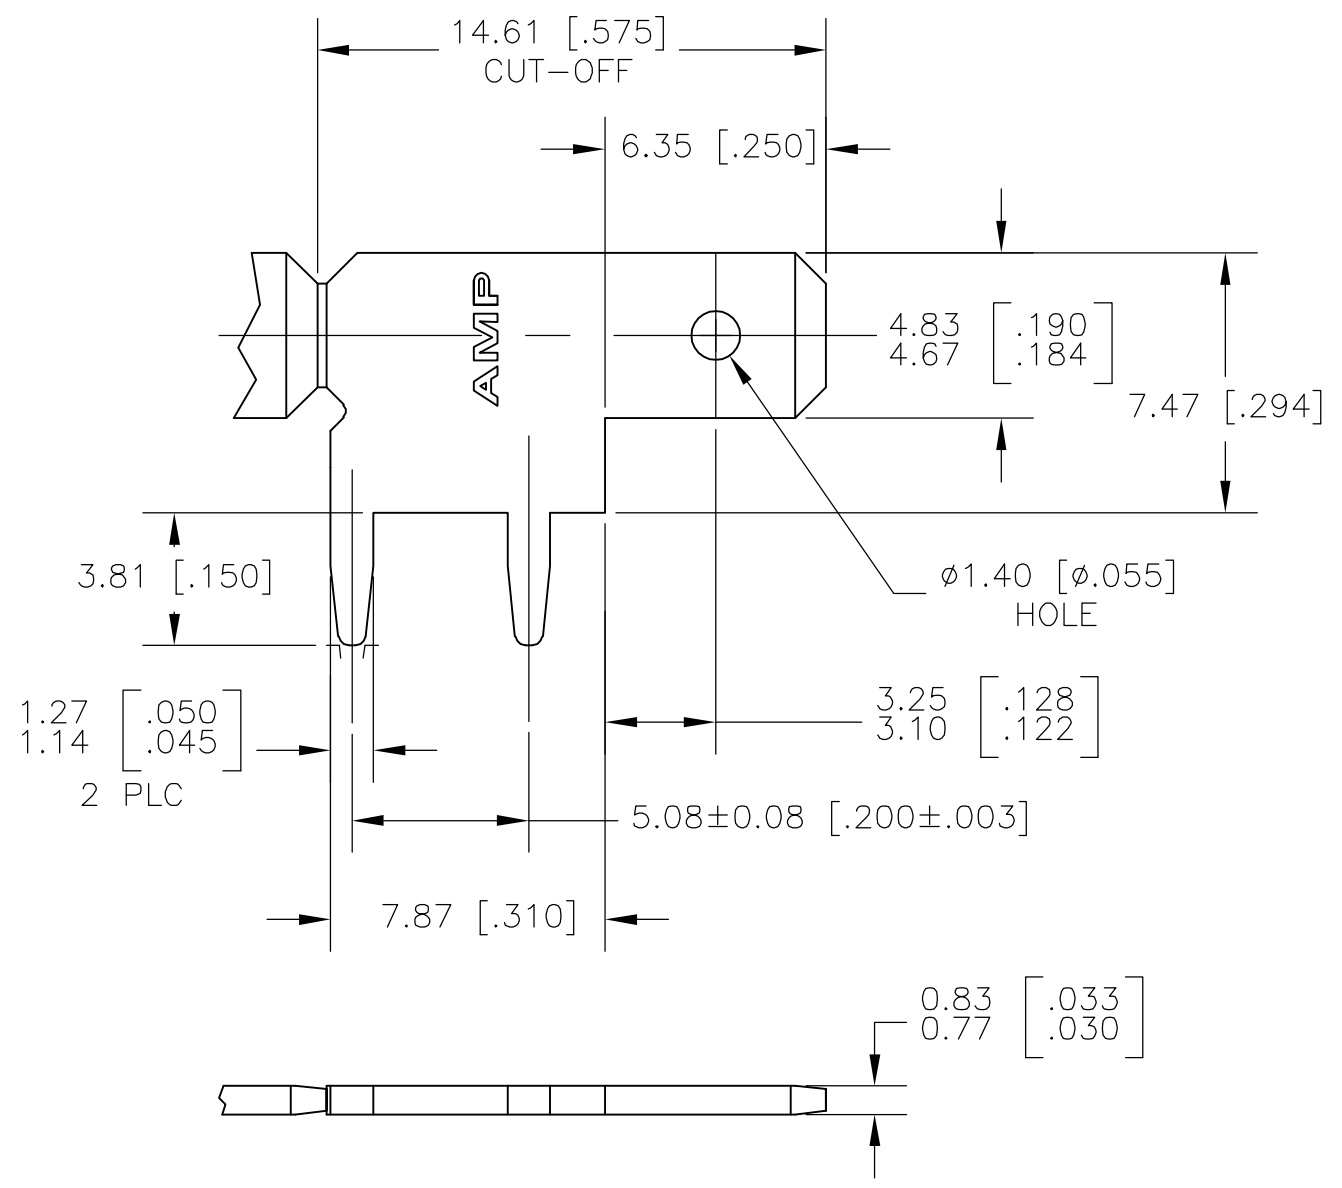 14.61 [.575]
CUT-OFF
6.35 [.250]
AMP
4.83 [.190
4.67 .184]
7.47 [.294]
3.81 [.150]
ø1.40 [ø.055]
HOLE
3.25 [.128
3.10 .122]
1.27 [.050
1.14 .045]
2 PLC
5.08±0.08 [.200±.003]
7.87 [.310]
0.83 [.033
0.77 .030]